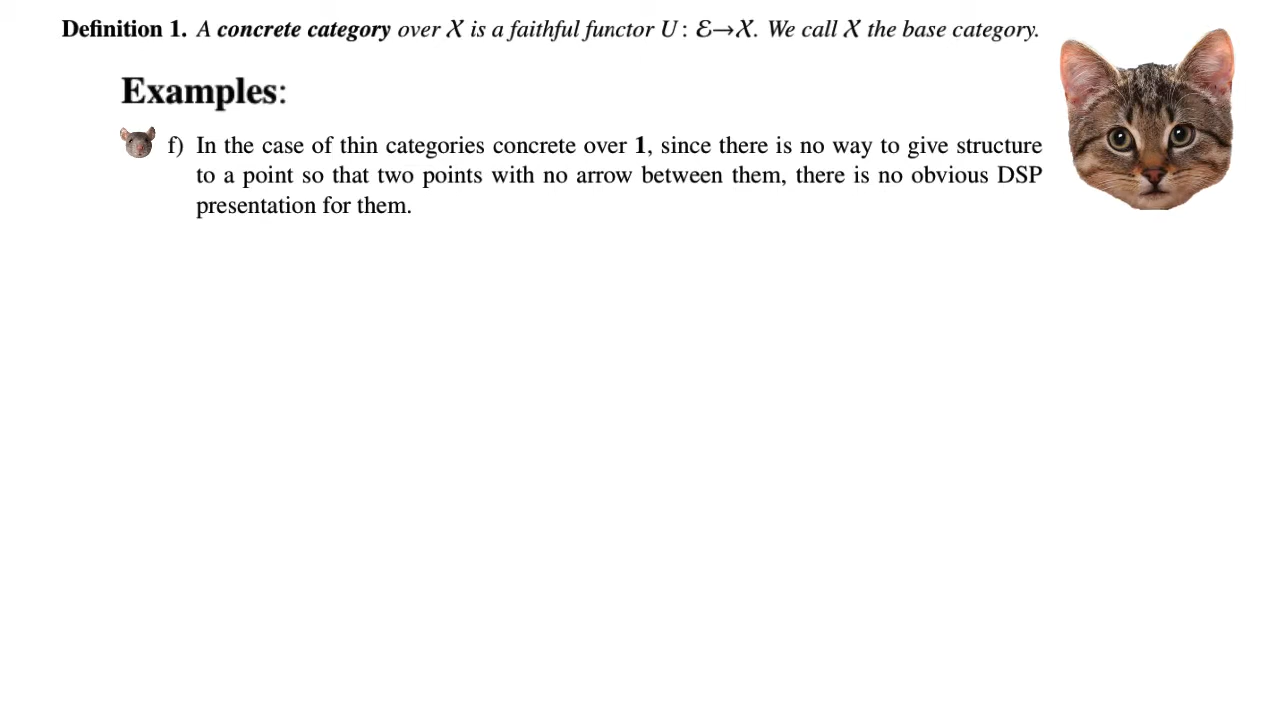 Definition 1. A concrete category over X is a faithful functor U : ℰ→X. We call X the base category.
Examples:
f) In the case of thin categories concrete over 1, since there is no way to give structure
to a point so that two points with no arrow between them, there is no obvious DSP
presentation for them.